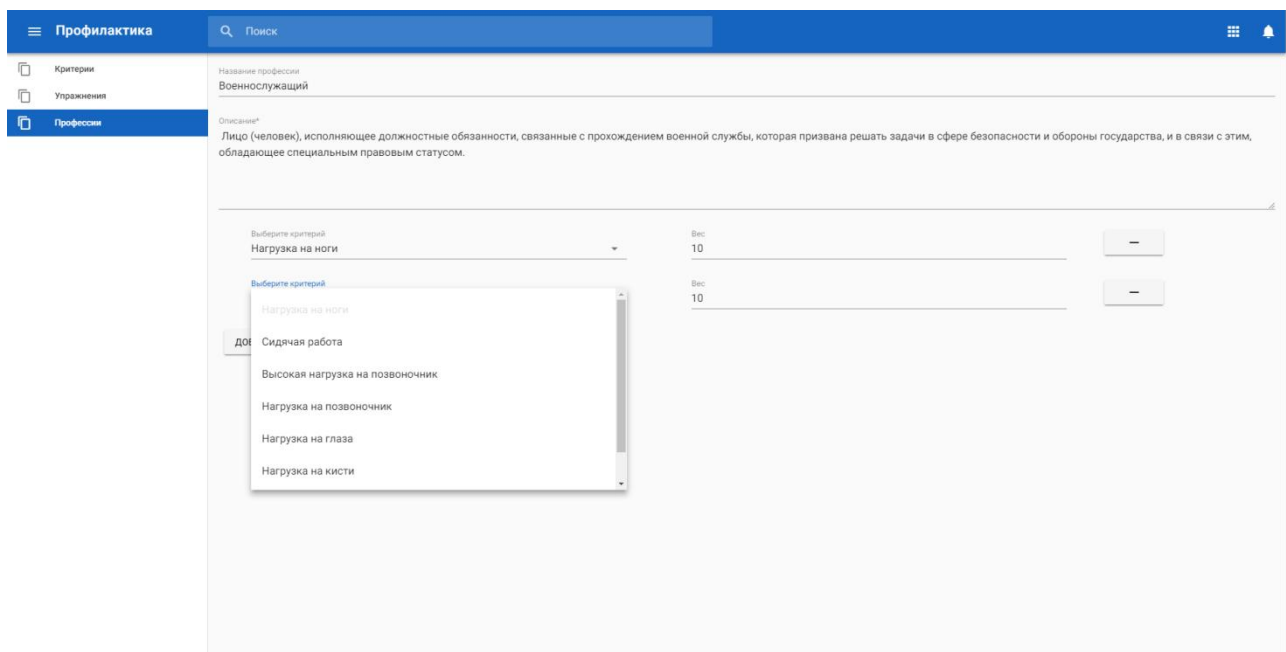 Профилактика
Поиск
Критерии
Упражнения
Профессии
Название профессии
Военнослужащий
Описание*
Лицо (человек), исполняющее должностные обязанности, связанные с прохождением военной службы, которая призвана решать задачи в сфере безопасности и обороны государства, и в связи с этим,
обладающее специальным правовым статусом.
Выберите критерий
Нагрузка на ноги
Вес
10
Выберите критерий
Вес
10
Нагрузка на ноги
ДОБ
Сидячая работа
Высокая нагрузка на позвоночник
Нагрузка на позвоночник
Нагрузка на глаза
Нагрузка на кисти